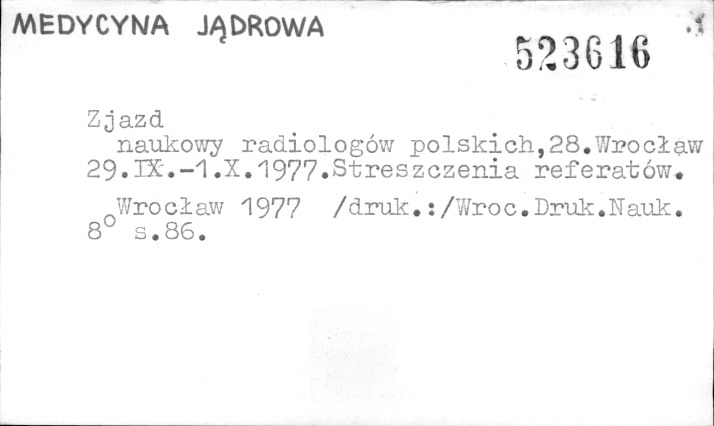 MEDYCYNA JĄDROWA
523616
Zjazd
naukowy radiologów polskich,28.Wrocław
29.IX.-1.X.1977.Streszczenia referatów.
Wrocław 1977 /druk.:/Wroc.Druk.Nauk.
8° s.86.